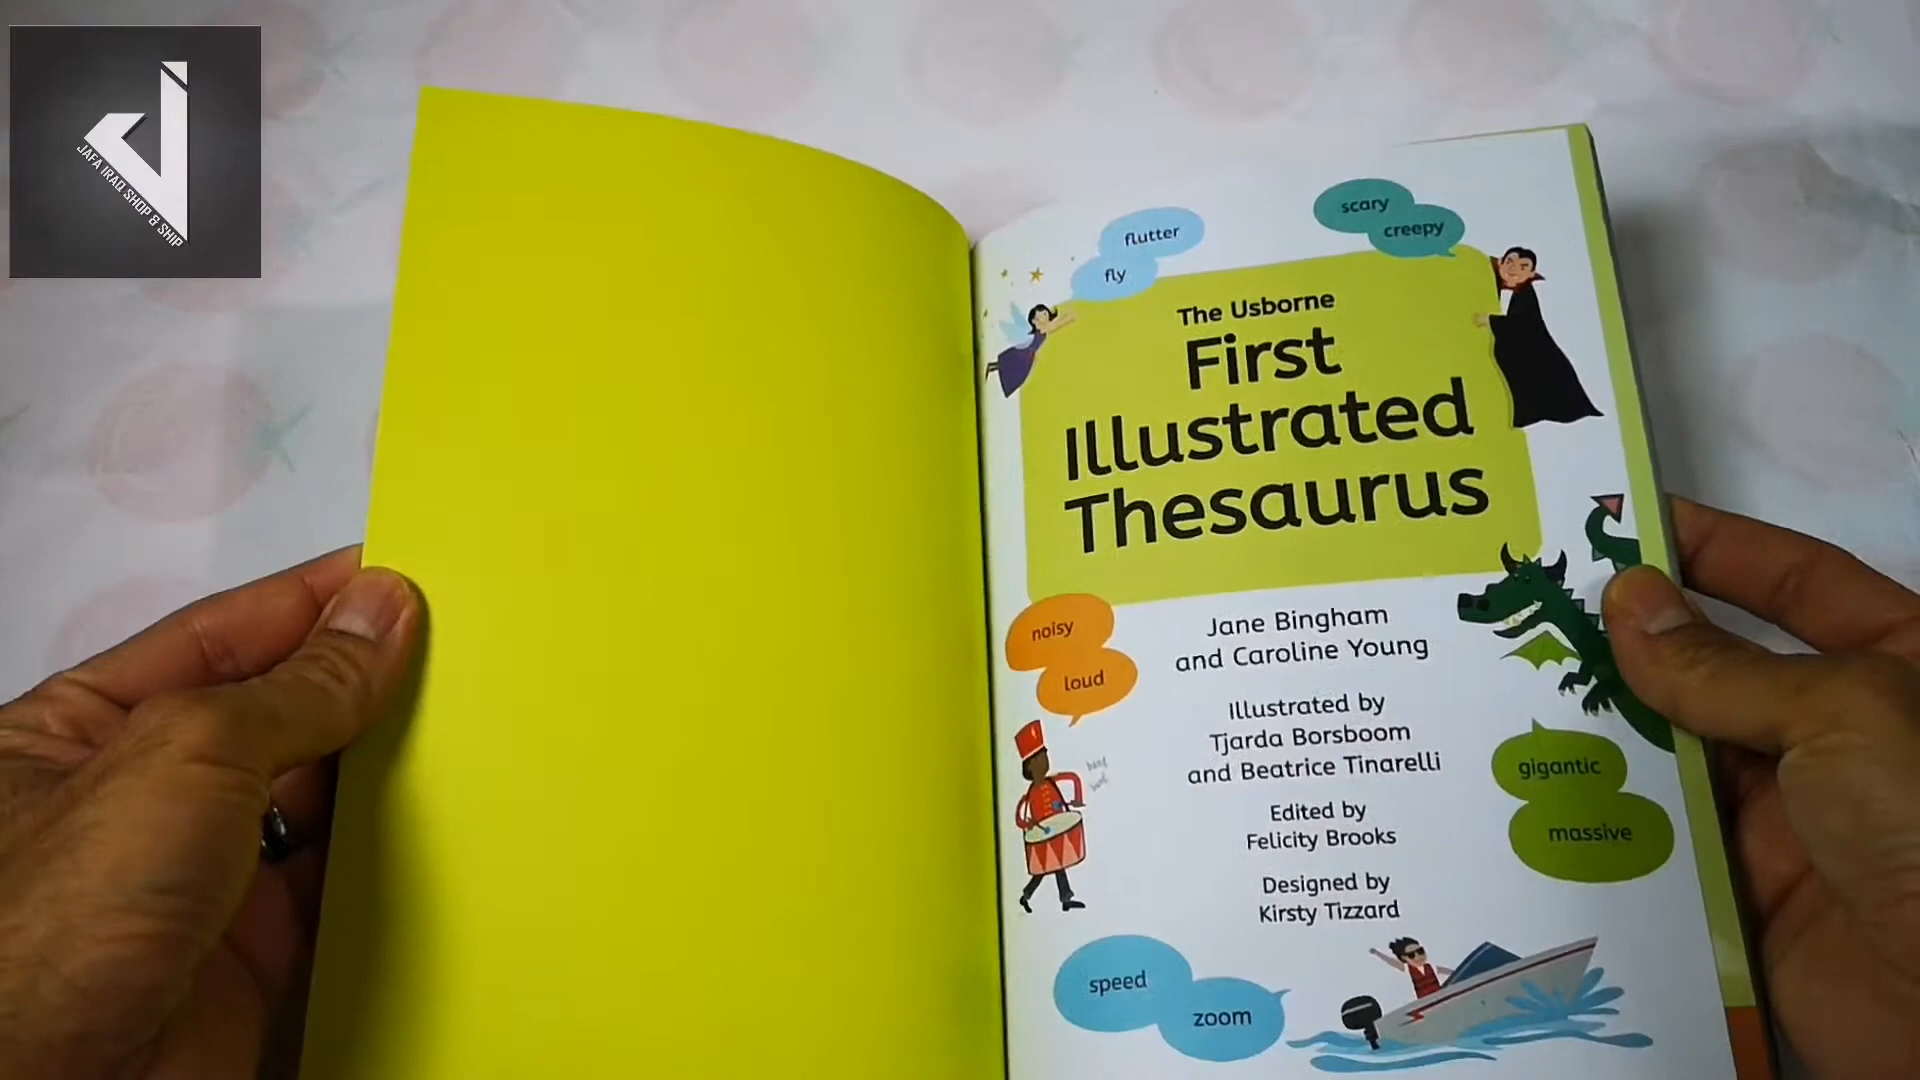 JAFA IRAQ SHOP & SHIP
flutter
fly
scary
creepy
The Usborne
First
Illustrated
Thesaurus
noisy
loud
Jane Bingham
and Caroline Young
Illustrated by
Tjarda Borsboom
and Beatrice Tinarelli
gigantic
massive
Edited by
Felicity Brooks
Designed by
Kirsty Tizzard
speed
zoom